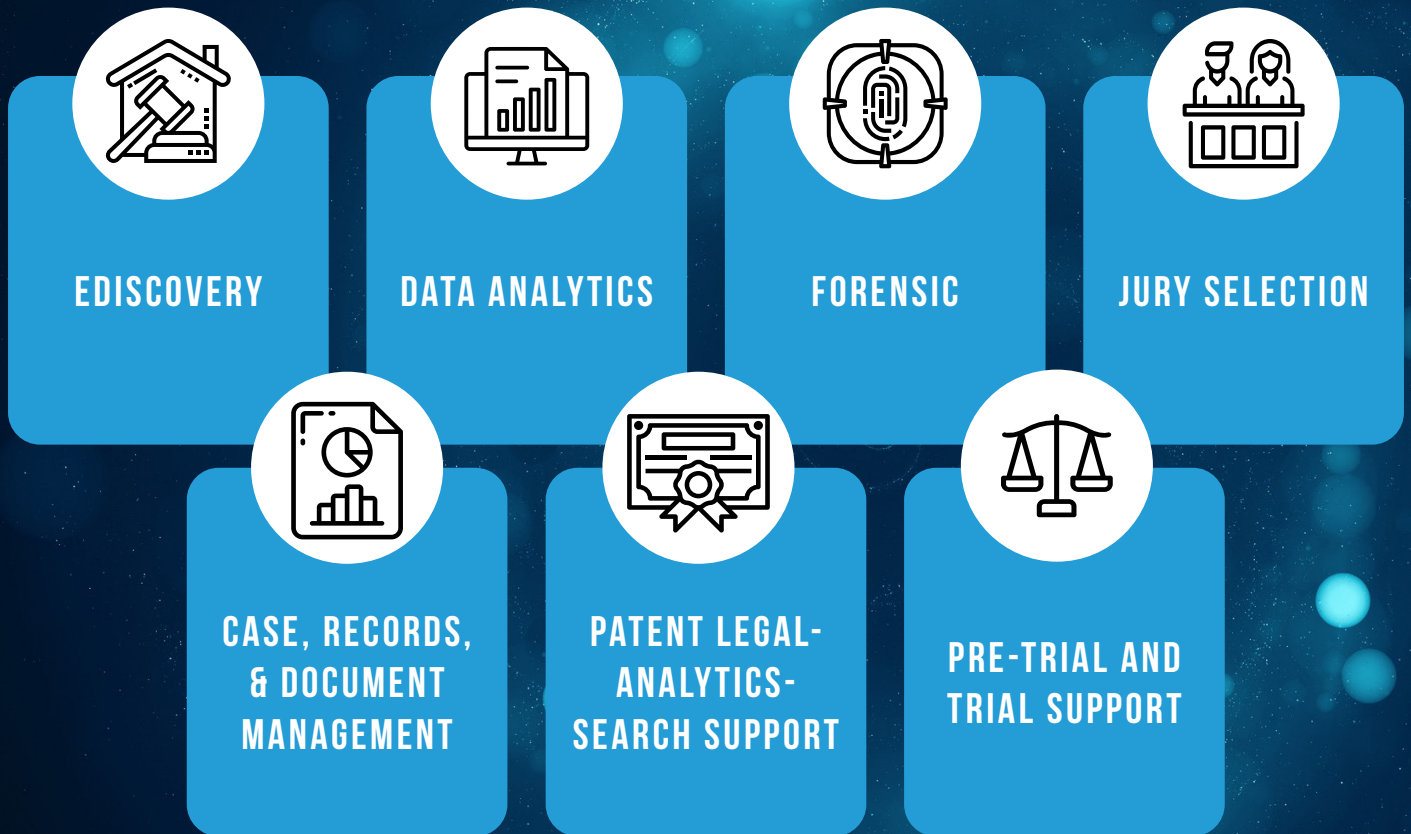 EDISCOVERY
DATA ANALYTICS
FORENSIC
JURY SELECTION
CASE, RECORDS,
& DOCUMENT
MANAGEMENT
PATENT LEGAL-
ANALYTICS-
SEARCH SUPPORT
PRE-TRIAL AND
TRIAL SUPPORT